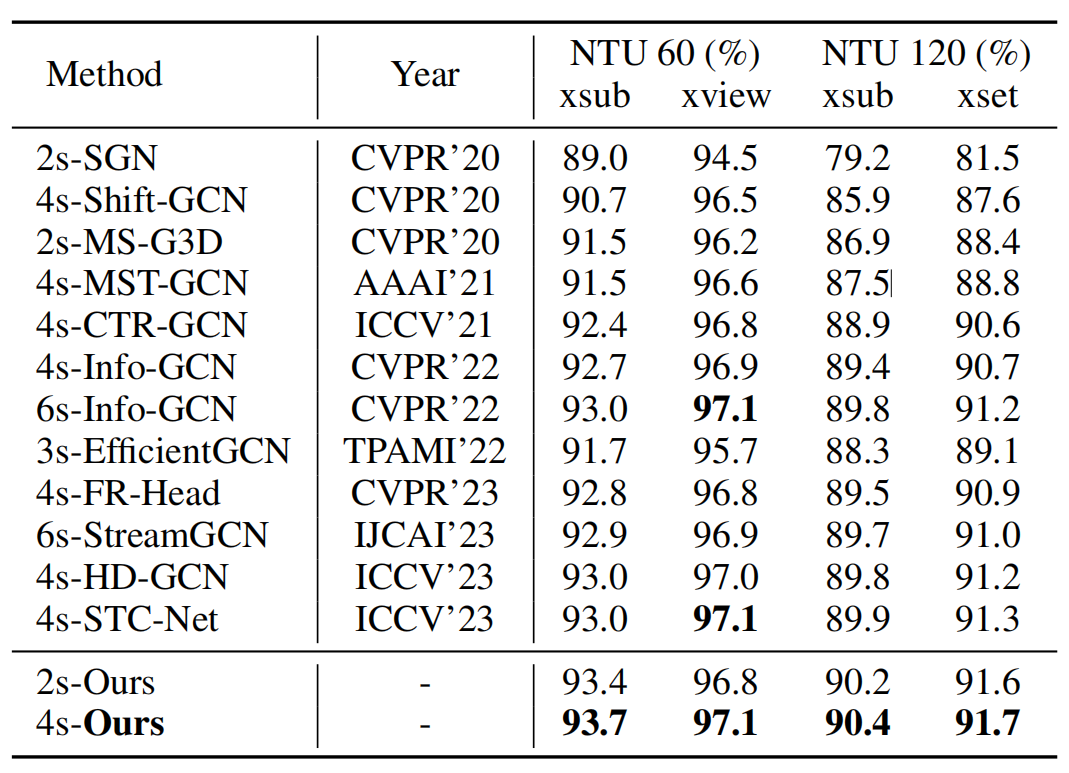 Method Year NTU 60 (%) NTU 120 (%)
xsub xview xsub xset
2s-SGN CVPR’20 89.0 94.5 79.2 81.5
4s-Shift-GCN CVPR’20 90.7 96.5 85.9 87.6
2s-MS-G3D CVPR’20 91.5 96.2 86.9 88.4
4s-MST-GCN AAAI’21 91.5 96.6 87.5 88.8
4s-CTR-GCN ICCV’21 92.4 96.8 88.9 90.6
4s-Info-GCN CVPR’22 92.7 96.9 89.4 90.7
6s-Info-GCN CVPR’22 93.0 97.1 89.8 91.2
3s-EfficientGCN TPAMI’22 91.7 95.7 88.3 89.1
4s-FR-Head CVPR’23 92.8 96.8 89.5 90.9
6s-StreamGCN IJCAI’23 92.9 96.9 89.7 91.0
4s-HD-GCN ICCV’23 93.0 97.0 89.8 91.2
4s-STC-Net ICCV’23 93.0 97.1 89.9 91.3
2s-Ours - 93.4 96.8 90.2 91.6
4s-Ours - 93.7 97.1 90.4 91.7